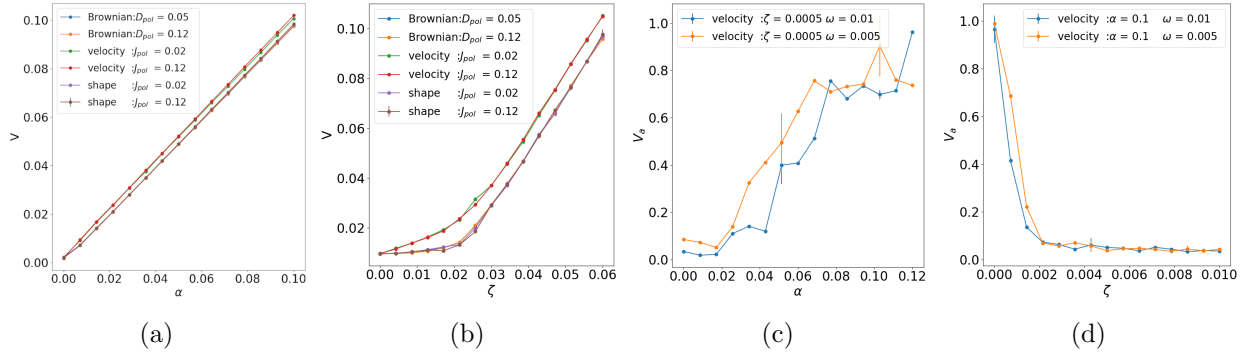 Brownian:D_pol = 0.05
Brownian:D_pol = 0.12
velocity :J_pol = 0.02
velocity :J_pol = 0.12
shape :J_pol = 0.02
shape :J_pol = 0.12
V
0.10
0.08
0.06
0.04
0.02
0.00
0.00 0.02 0.04 0.06 0.08 0.10
α
(a)
Brownian:D_pol = 0.05
Brownian:D_pol = 0.12
velocity :J_pol = 0.02
velocity :J_pol = 0.12
shape :J_pol = 0.02
shape :J_pol = 0.12
V
0.10
0.08
0.06
0.04
0.02
0.00 0.01 0.02 0.03 0.04 0.05 0.06
ζ
(b)
velocity :ζ = 0.0005 ω = 0.01
velocity :ζ = 0.0005 ω = 0.005
V_a
1.0
0.8
0.6
0.4
0.2
0.0
0.00 0.02 0.04 0.06 0.08 0.10 0.12
α
(c)
velocity :α = 0.1 ω = 0.01
velocity :α = 0.1 ω = 0.005
V_a
1.0
0.8
0.6
0.4
0.2
0.0
0.000 0.002 0.004 0.006 0.008 0.010
ζ
(d)